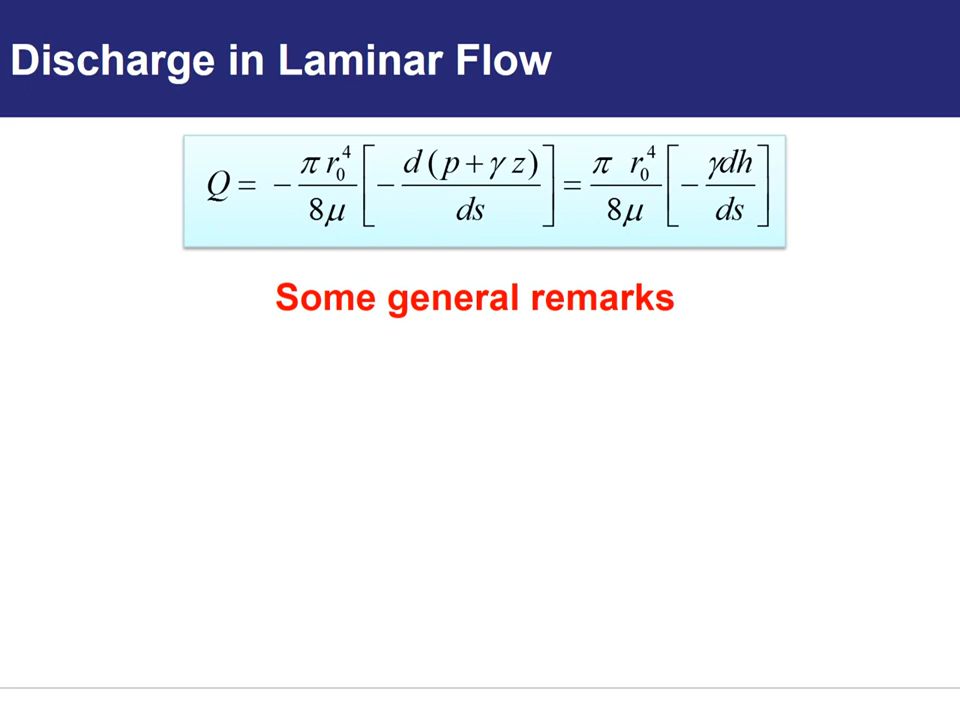 Discharge in Laminar Flow
Q = − π r₀⁴ / 8μ [ − d ( p + γ z ) / ds ] = π r₀⁴ / 8μ [ − γdh / ds ]
Some general remarks